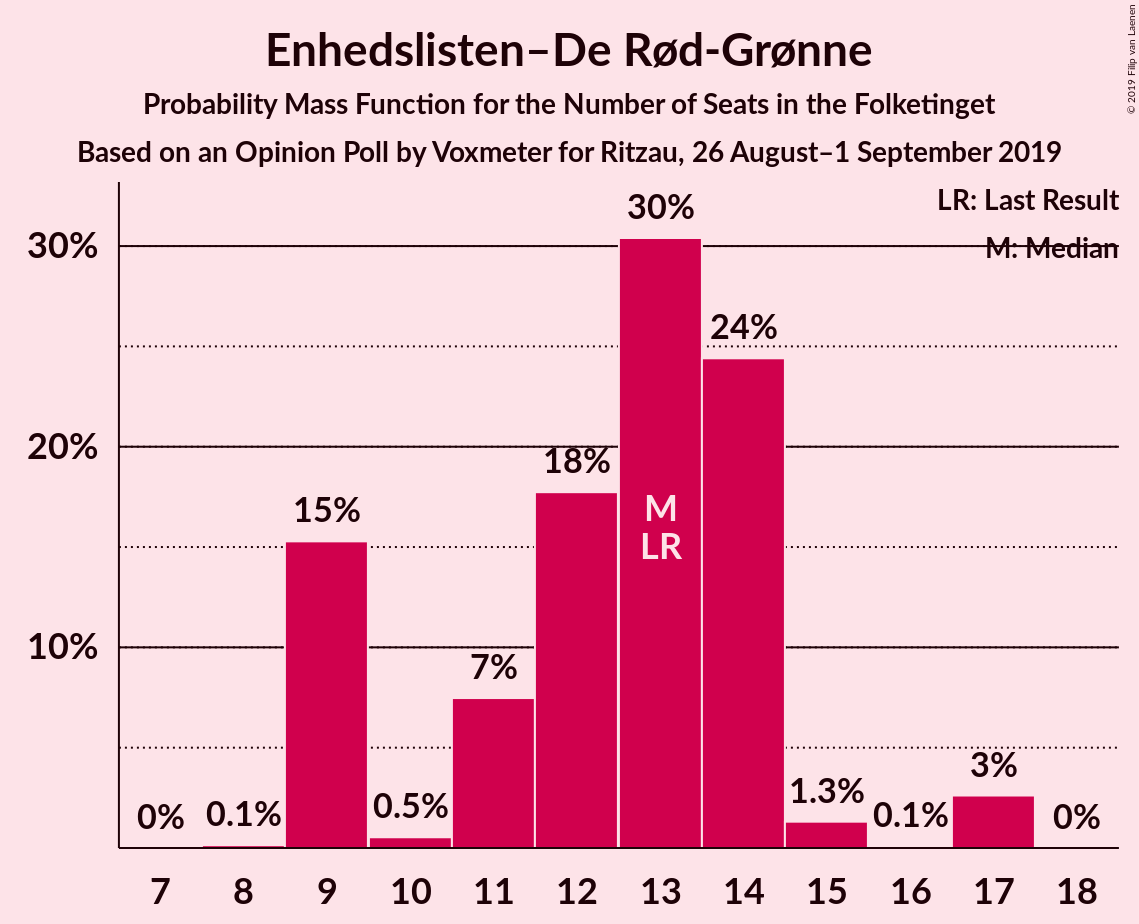 Enhedslisten–De Rød-Grønne
Probability Mass Function for the Number of Seats in the Folketinget
Based on an Opinion Poll by Voxmeter for Ritzau, 26 August–1 September 2019
© 2019 Filip van Laenen
LR: Last Result
M: Median
30%
20%
10%
0%
0.1%
15%
0.5%
7%
18%
30%
24%
1.3%
0.1%
3%
0%
M
LR
7 8 9 10 11 12 13 14 15 16 17 18